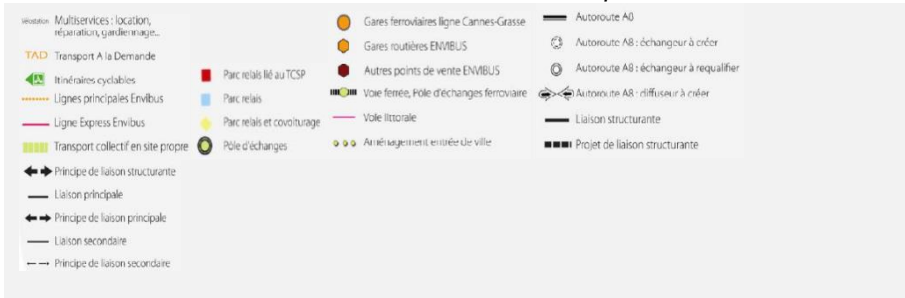 Vélostation Multiservices : location,
réparation, gardiennage...
TAD Transport A la Demande
Itinéraires cyclables
Lignes principales Envibus
Ligne Express Envibus
Transport collectif en site propre
Principe de liaison structurante
Liaison principale
Principe de liaison principale
Liaison secondaire
Principe de liaison secondaire
Parc relais lié au TCSP
Parc relais
Parc relais et covoiturage
Pôle d'échanges
Gares ferroviaires ligne Cannes-Grasse
Gares routières ENVIBUS
Autres points de vente ENVIBUS
Voie ferrée, Pôle d'échanges ferroviaire
Voie littorale
Aménagement entrée de ville
Autoroute A8
Autoroute A8 : échangeur à créer
Autoroute A8 : échangeur à requalifier
Autoroute A8 : diffuseur à créer
Liaison structurante
Projet de liaison structurante